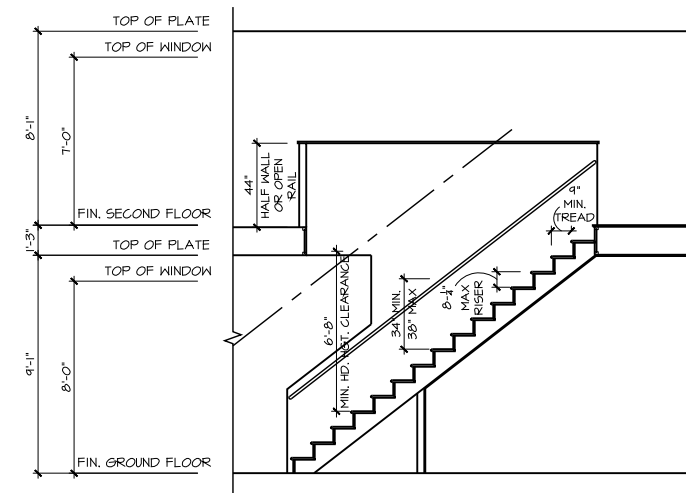 TOP OF PLATE
TOP OF WINDOW
8'-1"
7'-0"
44"
HALF WALL
OR OPEN
RAIL
9"
MIN.
TREAD
FIN. SECOND FLOOR
1'-3"
TOP OF PLATE
TOP OF WINDOW
6'-8"
MIN. HD. HGT. CLEARANCE
34" MIN.
38" MAX
8-1/4"
MAX
RISER
9'-1"
8'-0"
FIN. GROUND FLOOR